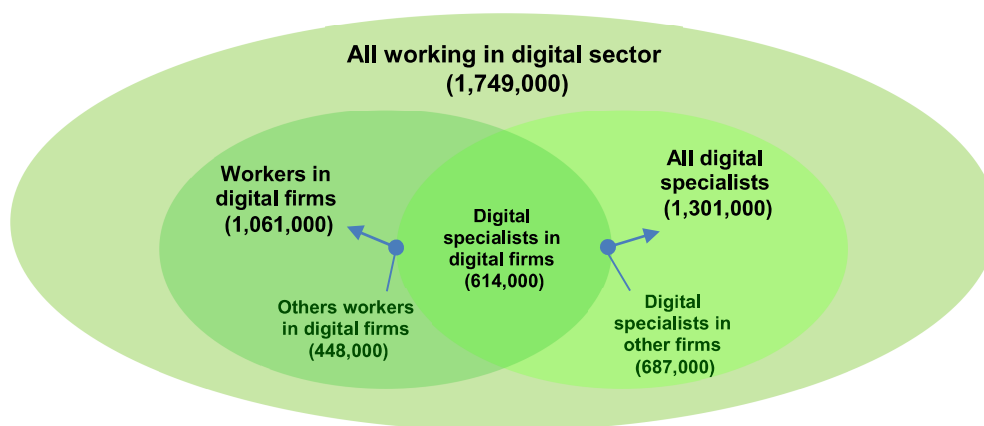 All working in digital sector
(1,749,000)
Workers in
digital firms
(1,061,000)
All digital
specialists
(1,301,000)
Digital
specialists in
digital firms
(614,000)
Others workers
in digital firms
(448,000)
Digital
specialists in
other firms
(687,000)